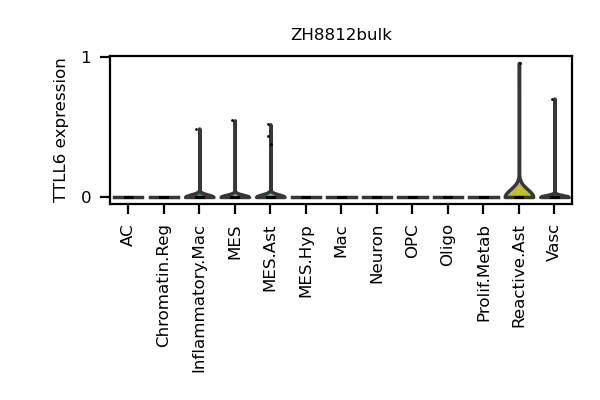 ZH8812bulk
TTLL6 expression
1
0
AC
Chromatin.Reg
Inflammatory.Mac
MES
MES.Ast
MES.Hyp
Mac
Neuron
OPC
Oligo
Prolif.Metab
Reactive.Ast
Vasc